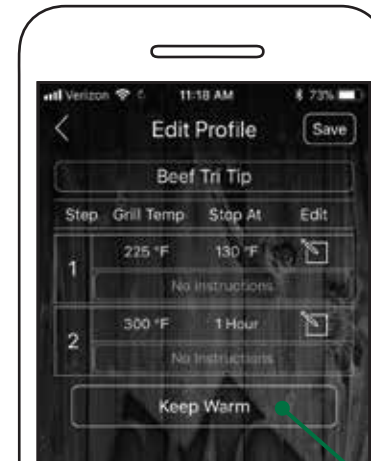 Verizon 11:18 AM 73%
Edit Profile Save
Beef Tri Tip
Step Grill Temp Stop At Edit
1 225 °F 130 °F
No Instructions
2 300 °F 1 Hour
No Instructions
Keep Warm